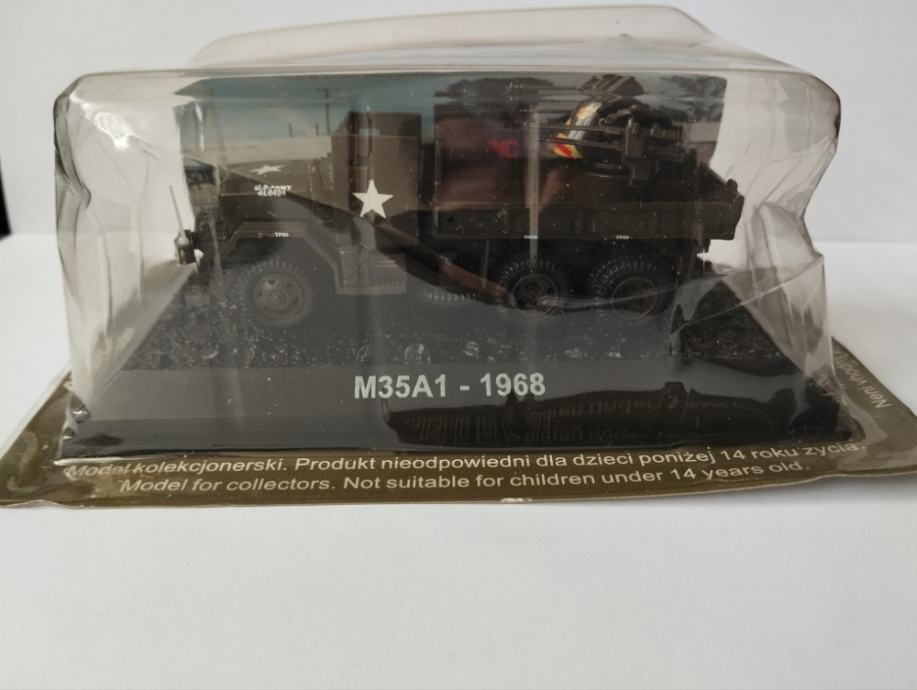 U.S. ARMY
M35A1 - 1968
Model kolekcjonerski. Produkt nieodpowiedni dla dzieci poniżej 14 roku życia.
Model for collectors. Not suitable for children under 14 years old.